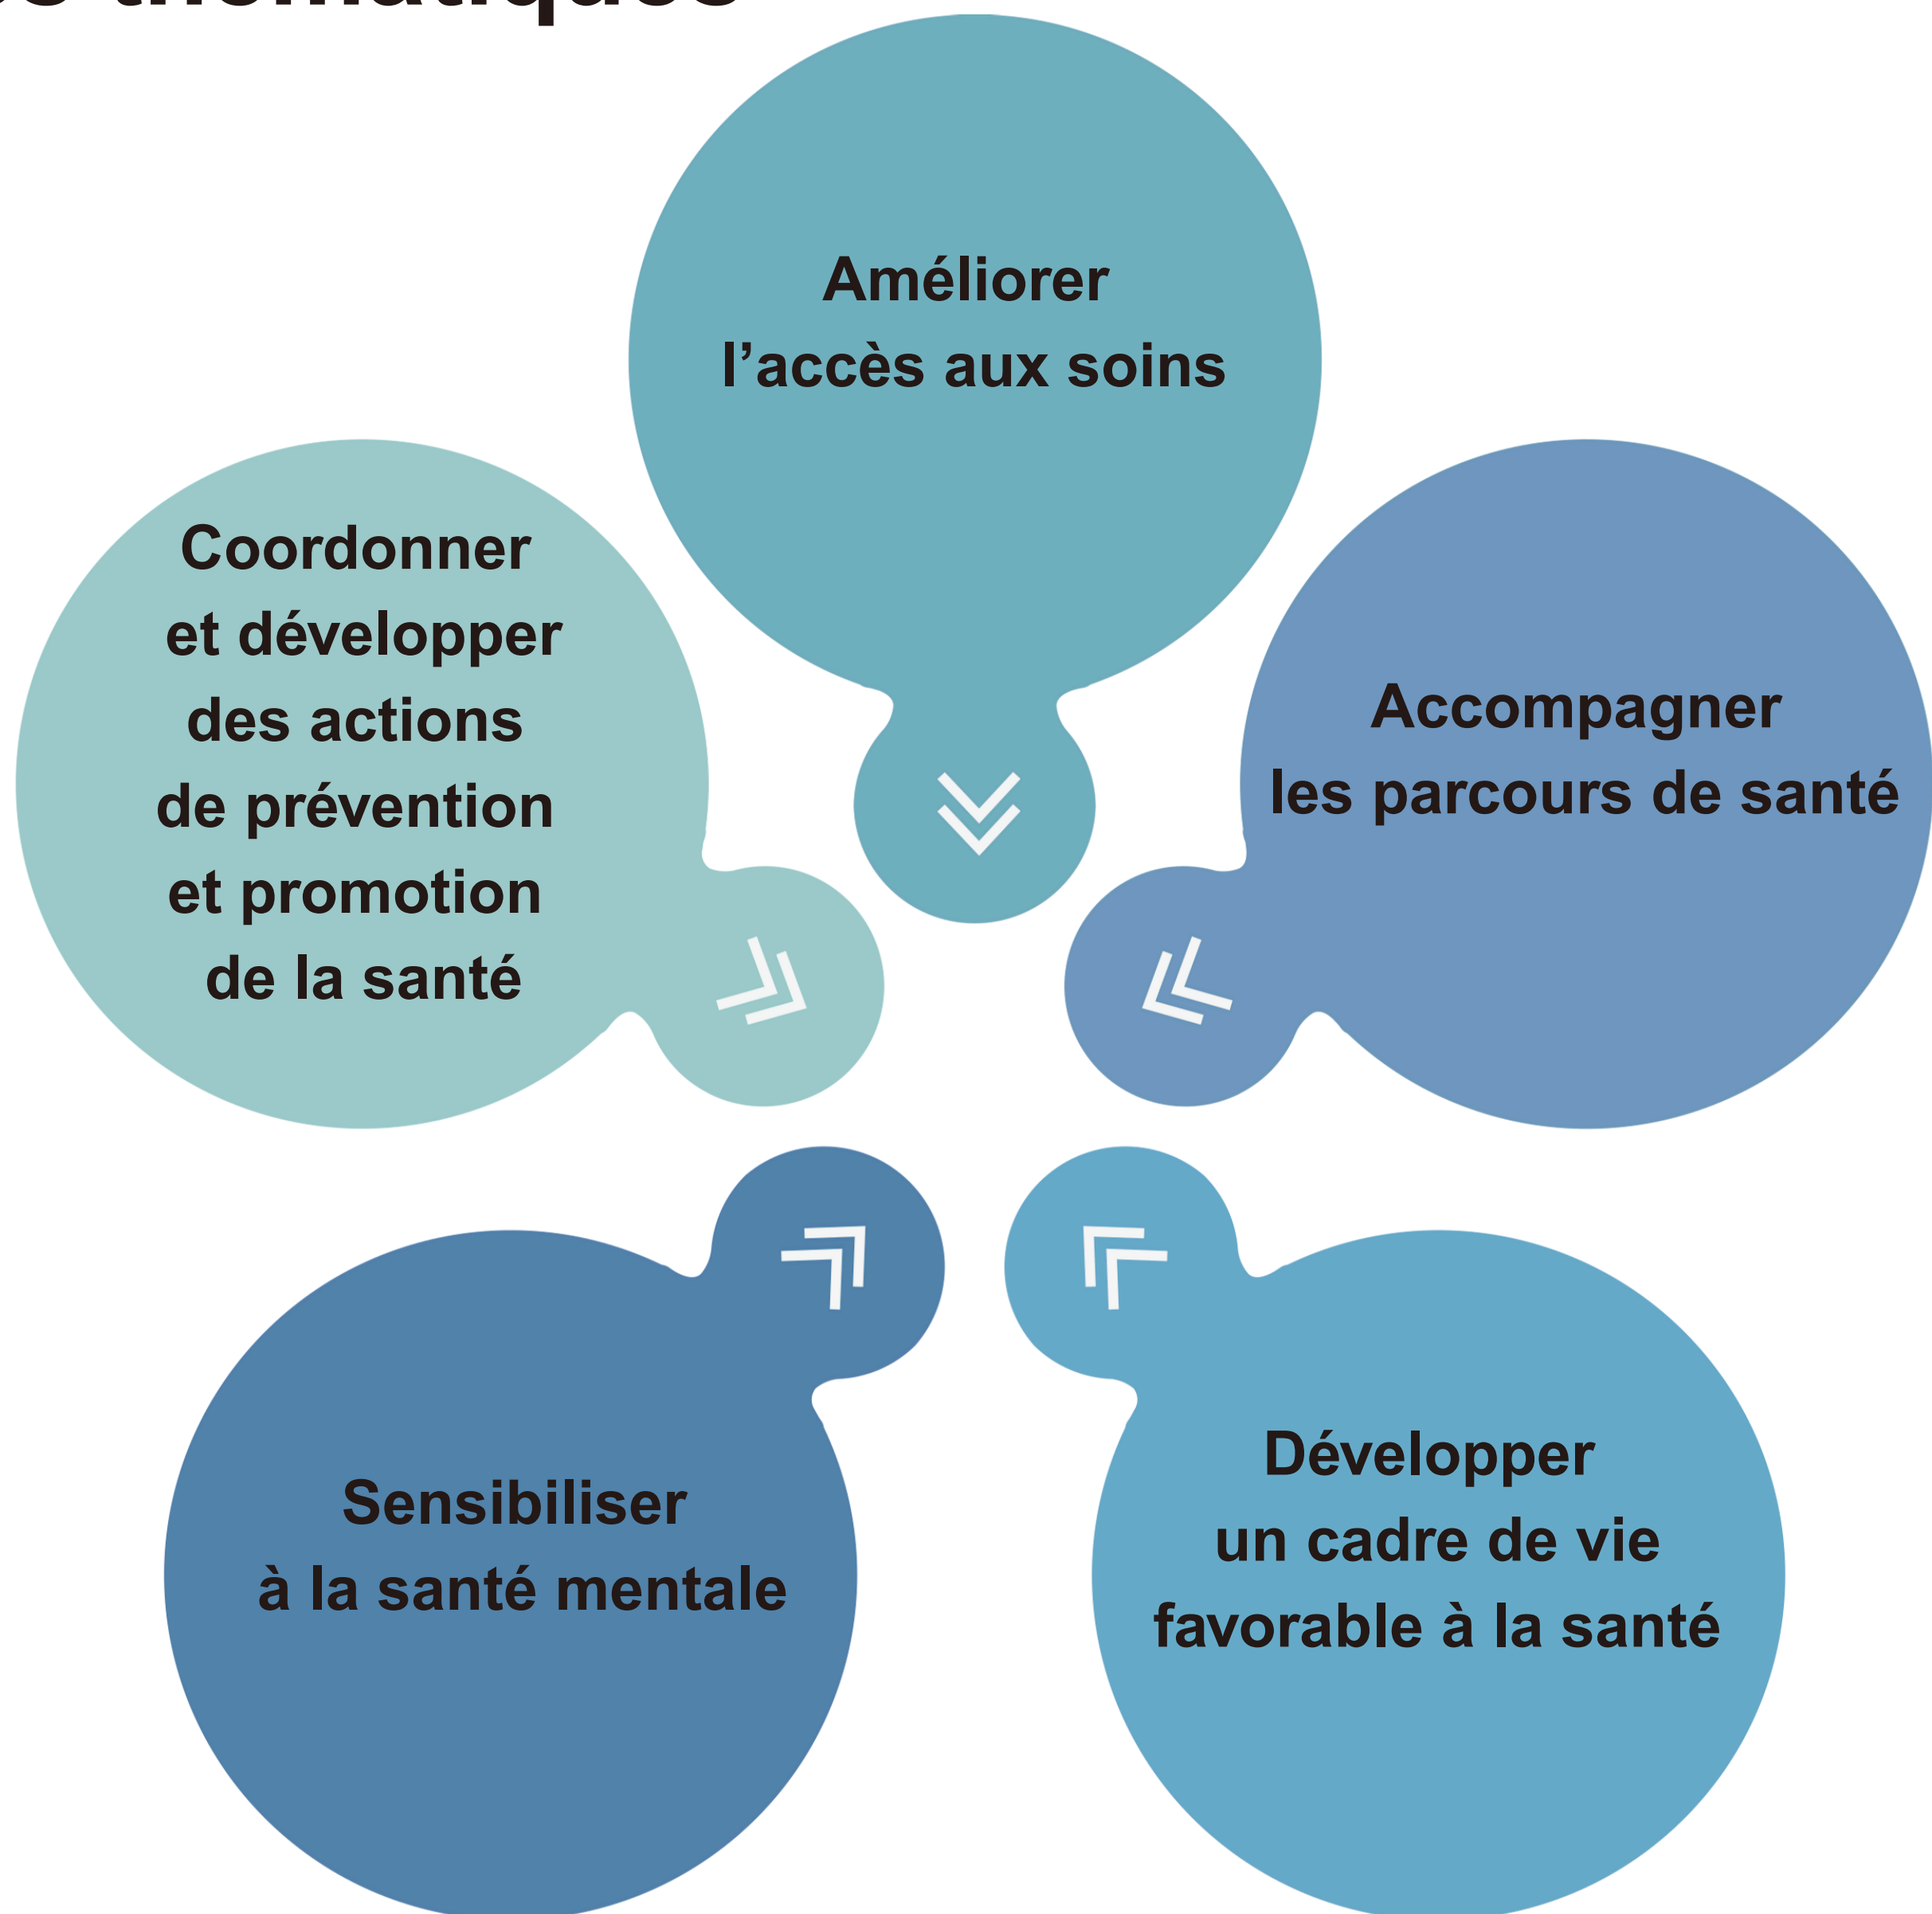 Améliorer
l’accès aux soins
Coordonner
et développer
des actions
de prévention
et promotion
de la santé
Accompagner
les parcours de santé
Sensibiliser
à la santé mentale
Développer
un cadre de vie
favorable à la santé